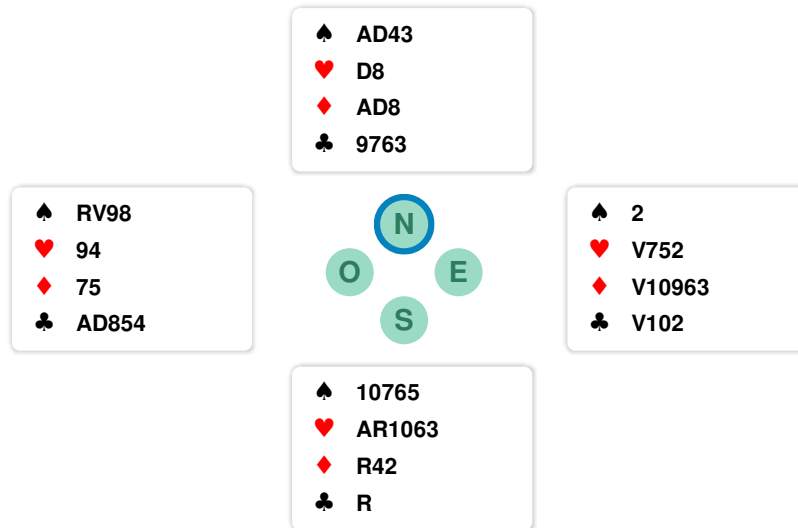 ♠ AD43
♥ D8
♦ AD8
♣ 9763
♠ RV98
♥ 94
♦ 75
♣ AD854
N
O
E
S
♠ 2
♥ V752
♦ V10963
♣ V102
♠ 10765
♥ AR1063
♦ R42
♣ R